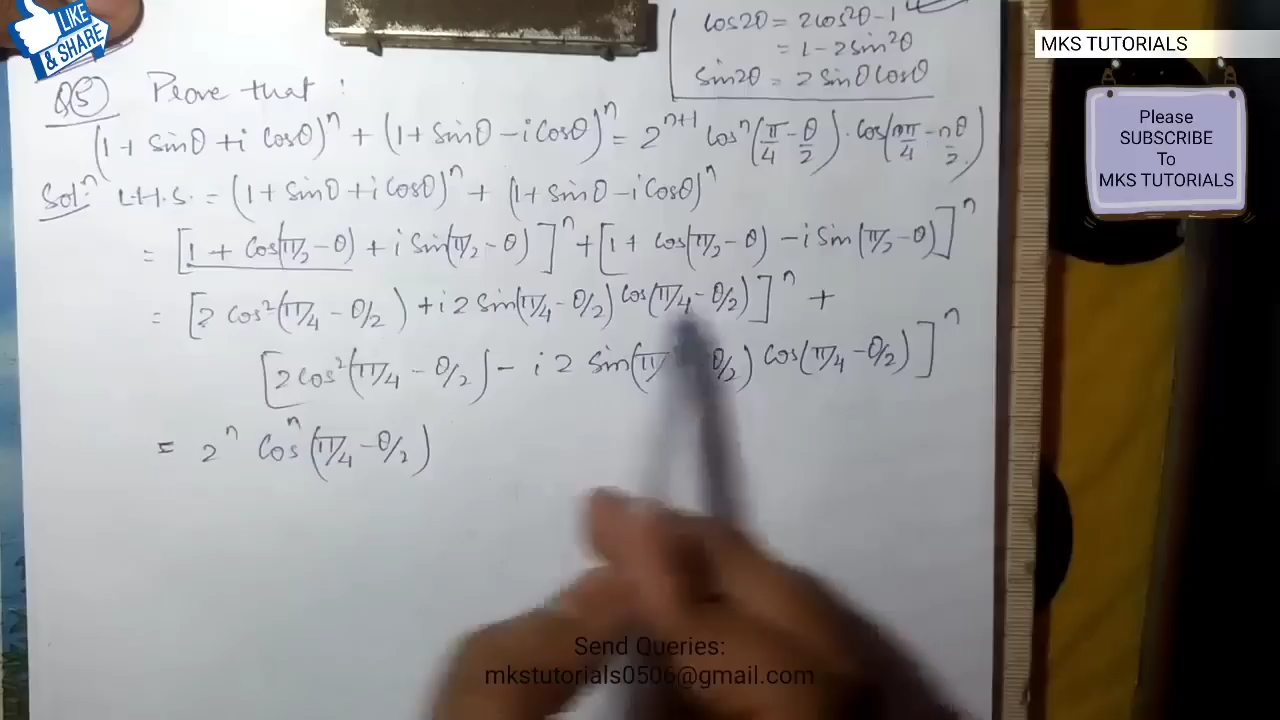 LIKE
& SHARE
cos2θ = 2cos²θ-1
= 1-2sin²θ
sin2θ = 2 sinθ cosθ
MKS TUTORIALS
Please
SUBSCRIBE
To
MKS TUTORIALS
Q5) Prove that :
(1+ sinθ+i cosθ)ⁿ + (1+ sinθ -i cosθ)ⁿ = 2ⁿ⁺¹ cosⁿ(π/4 - θ/2).cos(nπ/4 - nθ/2)
Sol:ⁿ L.H.S. = (1+ sinθ +i cosθ)ⁿ + (1+ sinθ -i cosθ)ⁿ
= [1 + cos(π/2 -θ) + i sin(π/2 -θ)]ⁿ + [1 + cos(π/2 -θ) -i sin(π/2 -θ)]ⁿ
= [2 cos²(π/4 - θ/2) + i 2 sin(π/4 - θ/2) cos(π/4 - θ/2)]ⁿ +
[2cos²(π/4 - θ/2) - i 2 sin(π θ/2) cos(π/4 - θ/2)]ⁿ
= 2ⁿ cosⁿ(π/4 - θ/2)
Send Queries:
mkstutorials0506@gmail.com